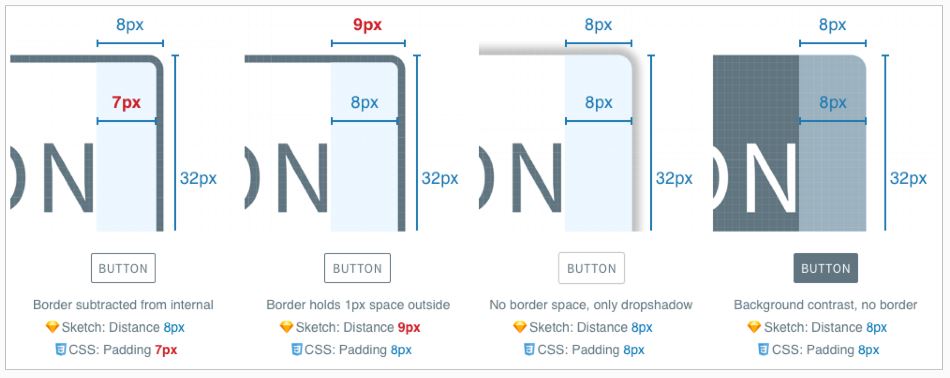 8px
7px
32px
ON
BUTTON
Border subtracted from internal
Sketch: Distance 8px
CSS: Padding 7px
9px
8px
32px
ON
BUTTON
Border holds 1px space outside
Sketch: Distance 9px
CSS: Padding 8px
8px
8px
32px
ON
BUTTON
No border space, only dropshadow
Sketch: Distance 8px
CSS: Padding 8px
8px
8px
32px
ON
BUTTON
Background contrast, no border
Sketch: Distance 8px
CSS: Padding 8px